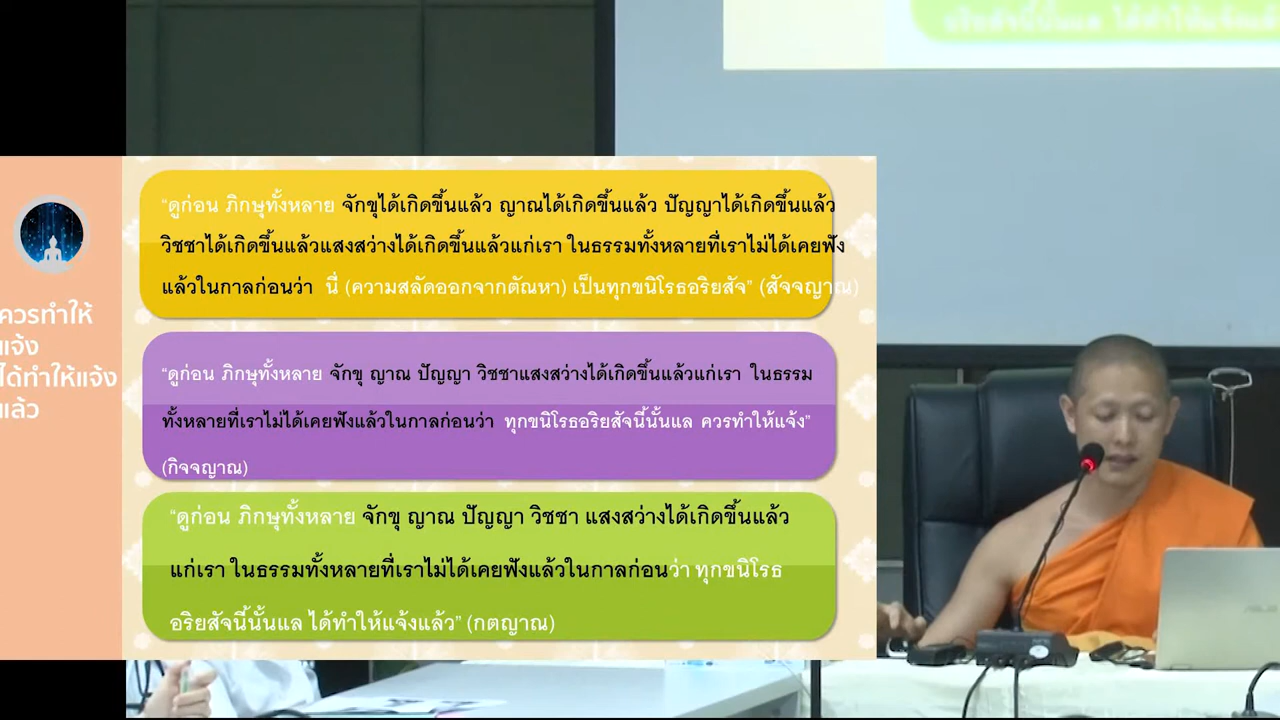 อริยสัจนี้นั้นแล ได้ทำให้แจ้งแล้
ควรทำให้
แจ้ง
ได้ทำให้แจ้ง
แล้ว
“ดูก่อน ภิกษุทั้งหลาย จักขุได้เกิดขึ้นแล้ว ญาณได้เกิดขึ้นแล้ว ปัญญาได้เกิดขึ้นแล้ว
วิชชาได้เกิดขึ้นแล้วแสงสว่างได้เกิดขึ้นแล้วแก่เรา ในธรรมทั้งหลายที่เราไม่ได้เคยฟัง
แล้วในกาลก่อนว่า นี่ (ความสลัดออกจากตัณหา) เป็นทุกขนิโรธอริยสัจ” (สัจจญาณ)
“ดูก่อน ภิกษุทั้งหลาย จักขุ ญาณ ปัญญา วิชชาแสงสว่างได้เกิดขึ้นแล้วแก่เรา ในธรรม
ทั้งหลายที่เราไม่ได้เคยฟังแล้วในกาลก่อนว่า ทุกขนิโรธอริยสัจนี้นั้นแล ควรทำให้แจ้ง”
(กิจจญาณ)
“ดูก่อน ภิกษุทั้งหลาย จักขุ ญาณ ปัญญา วิชชา แสงสว่างได้เกิดขึ้นแล้ว
แก่เรา ในธรรมทั้งหลายที่เราไม่ได้เคยฟังแล้วในกาลก่อนว่า ทุกขนิโรธ
อริยสัจนี้นั้นแล ได้ทำให้แจ้งแล้ว” (กตญาณ)